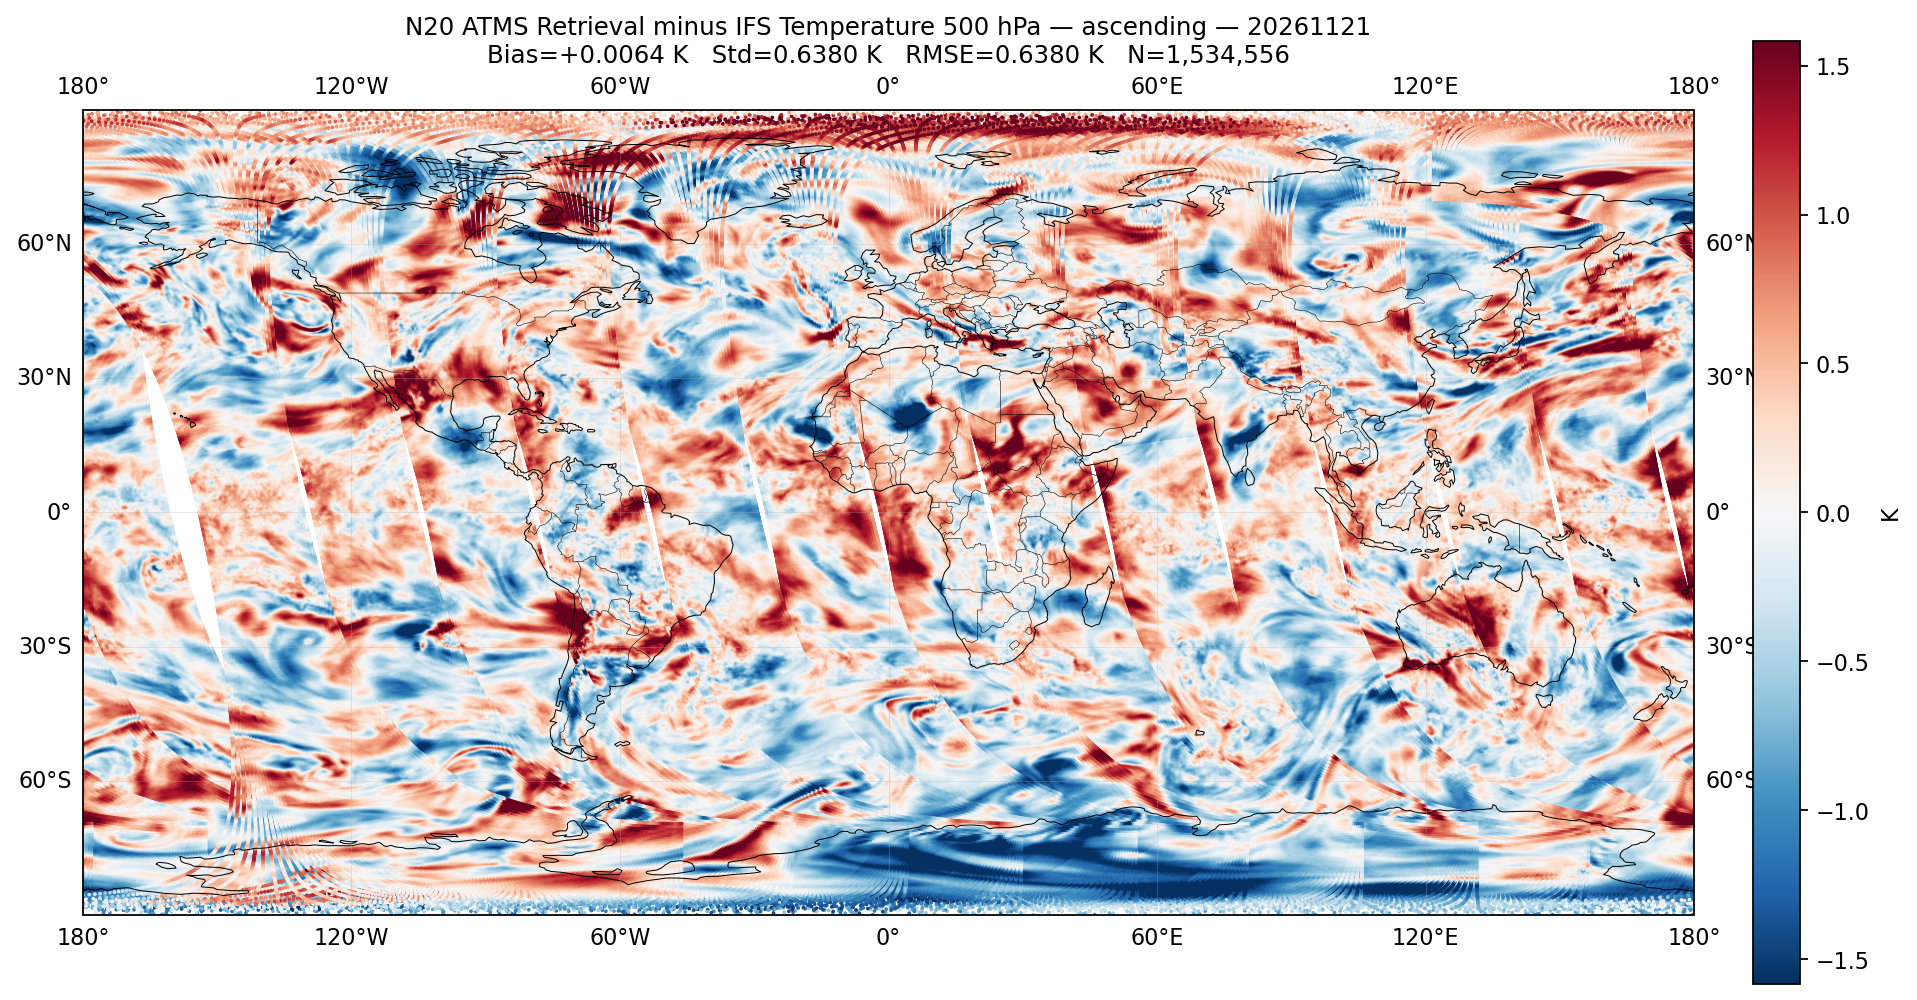 N20 ATMS Retrieval minus IFS Temperature 500 hPa — ascending — 20261121
Bias=+0.0064 K   Std=0.6380 K   RMSE=0.6380 K   N=1,534,556
180° 120°W 60°W 0° 60°E 120°E 180°
60°N 60°N
30°N 30°N
0° 0°
30°S 30°S
60°S 60°S
180° 120°W 60°W 0° 60°E 120°E 180°
1.5
1.0
0.5
0.0
−0.5
−1.0
−1.5
K